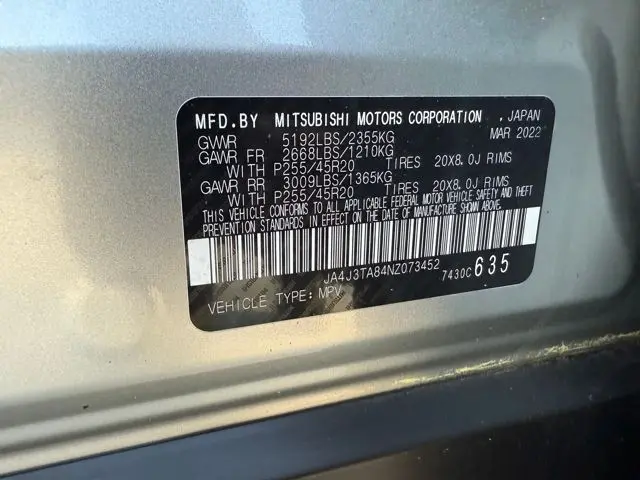 MFD.BY MITSUBISHI MOTORS CORPORATION, JAPAN
GVWR 5192LBS/2355KG MAR 2022
GAWR FR 2668LBS/1210KG
WITH P255/45R20 TIRES 20X8.0J RIMS
GAWR RR 3009LBS/1365KG
WITH P255/45R20 TIRES 20X8.0J RIMS
THIS VEHICLE CONFORMS TO ALL APPLICABLE FEDERAL MOTOR VEHICLE SAFETY AND THEFT
PREVENTION STANDARDS IN EFFECT ON THE DATE OF MANUFACTURE SHOWN ABOVE.
JA4J3TA84NZ073452 7430C 635
VEHICLE TYPE: MPV